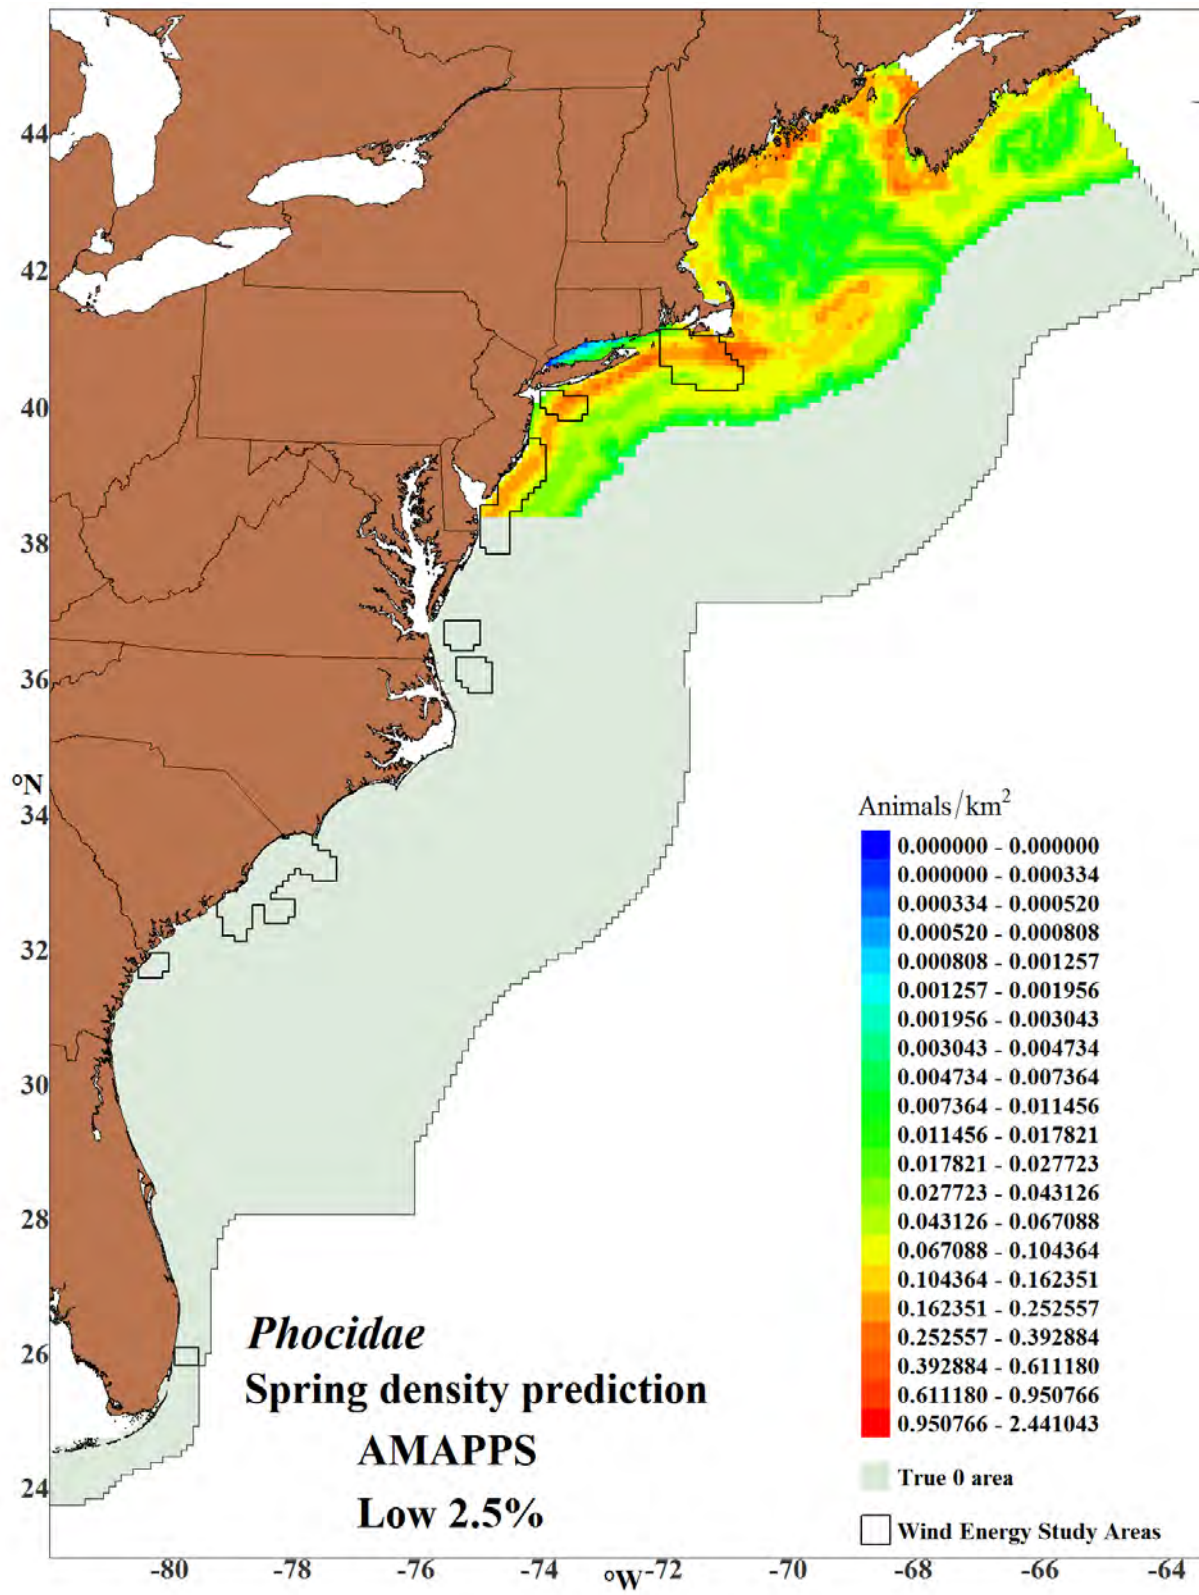 44
42
40
38
36
°N
34
32
30
28
26
24
Animals/km²
0.000000 - 0.000000
0.000000 - 0.000334
0.000334 - 0.000520
0.000520 - 0.000808
0.000808 - 0.001257
0.001257 - 0.001956
0.001956 - 0.003043
0.003043 - 0.004734
0.004734 - 0.007364
0.007364 - 0.011456
0.011456 - 0.017821
0.017821 - 0.027723
0.027723 - 0.043126
0.043126 - 0.067088
0.067088 - 0.104364
0.104364 - 0.162351
0.162351 - 0.252557
0.252557 - 0.392884
0.392884 - 0.611180
0.611180 - 0.950766
0.950766 - 2.441043
True 0 area
Wind Energy Study Areas
Phocidae
Spring density prediction
AMAPPS
Low 2.5%
-80 -78 -76 -74 -72 °W -70 -68 -66 -64